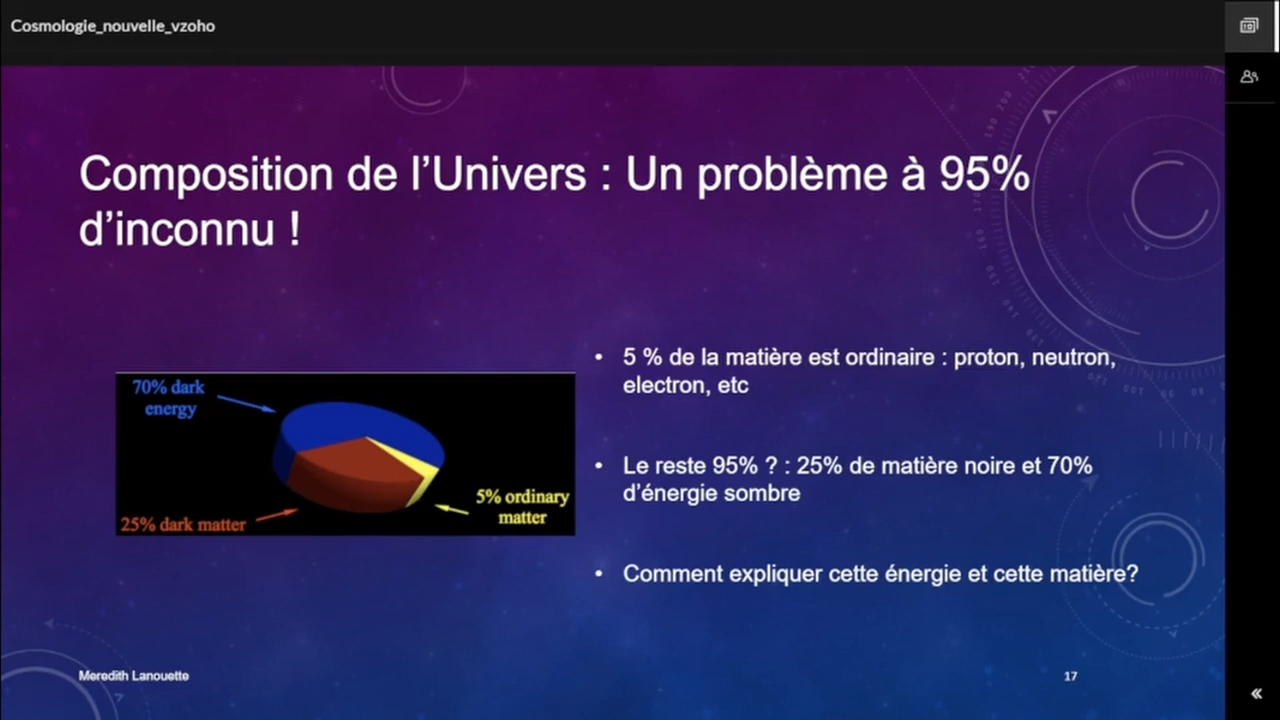 Cosmologie_nouvelle_vzoho
Composition de l’Univers : Un problème à 95%
d’inconnu !
70% dark
energy
25% dark matter
5% ordinary
matter
• 5 % de la matière est ordinaire : proton, neutron,
electron, etc
• Le reste 95% ? : 25% de matière noire et 70%
d’énergie sombre
• Comment expliquer cette énergie et cette matière?
Meredith Lanouette
17